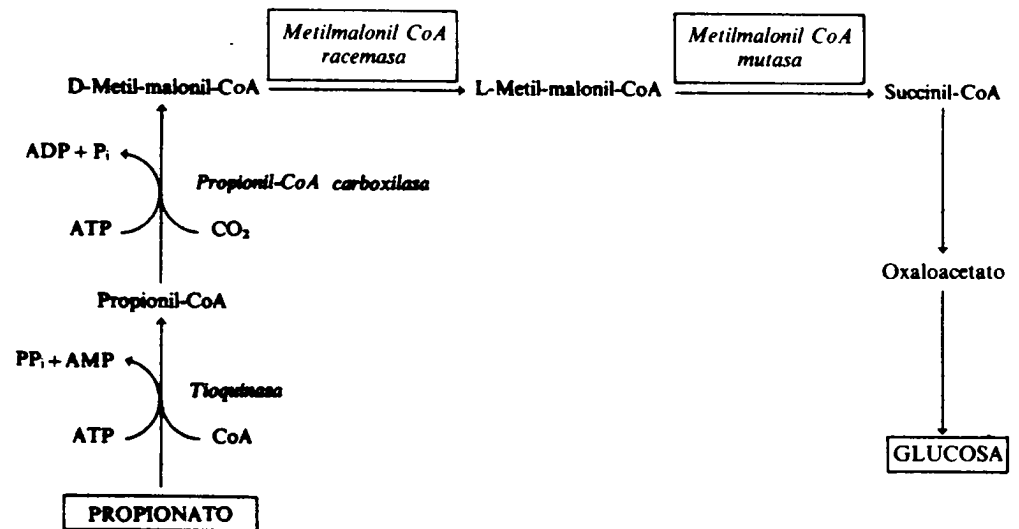 Metilmalonil CoA
racemasa
Metilmalonil CoA
mutasa
D-Metil-malonil-CoA
L-Metil-malonil-CoA
Succinil-CoA
ADP + Pi
Propionil-CoA carboxilasa
ATP
CO₂
Oxaloacetato
Propionil-CoA
PPi + AMP
Tioquinasa
ATP
CoA
GLUCOSA
PROPIONATO